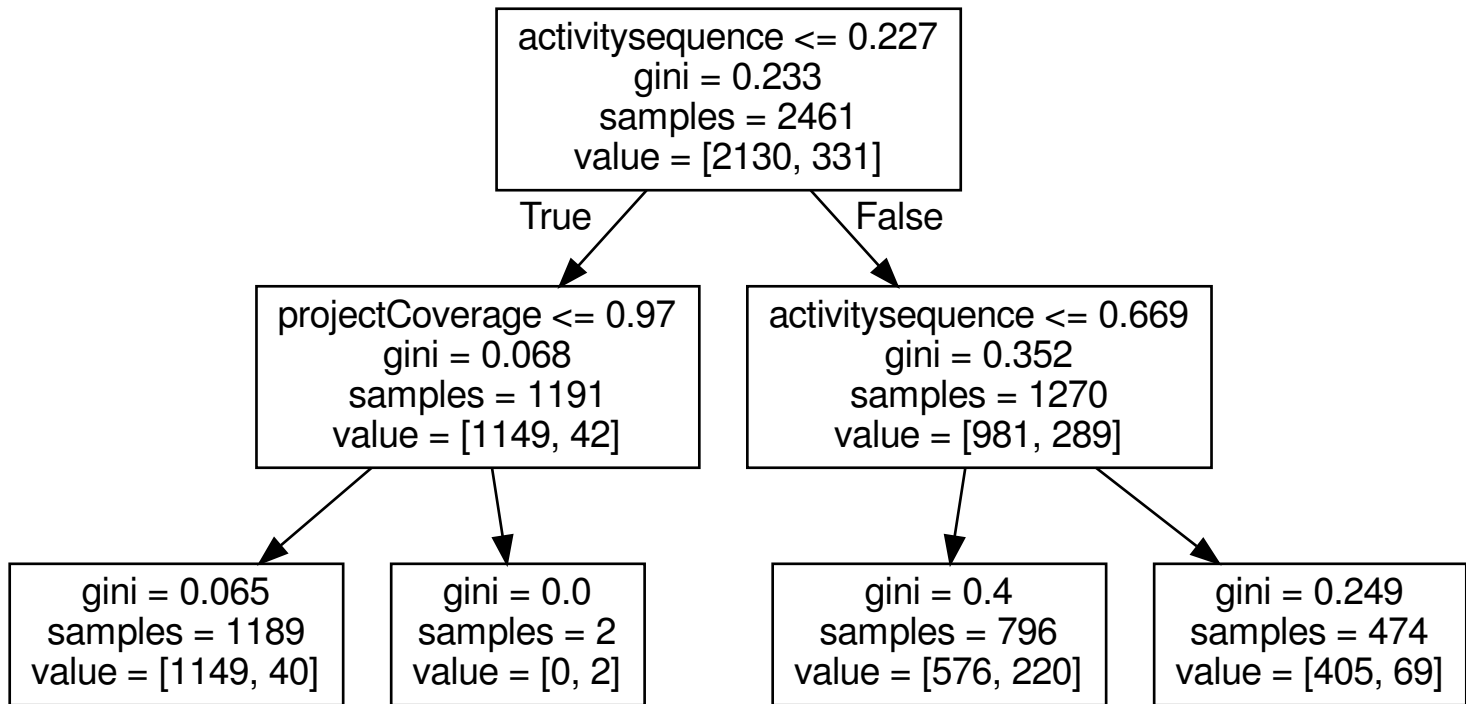 activitysequence <= 0.227
gini = 0.233
samples = 2461
value = [2130, 331]
True
False
projectCoverage <= 0.97
gini = 0.068
samples = 1191
value = [1149, 42]
activitysequence <= 0.669
gini = 0.352
samples = 1270
value = [981, 289]
gini = 0.065
samples = 1189
value = [1149, 40]
gini = 0.0
samples = 2
value = [0, 2]
gini = 0.4
samples = 796
value = [576, 220]
gini = 0.249
samples = 474
value = [405, 69]